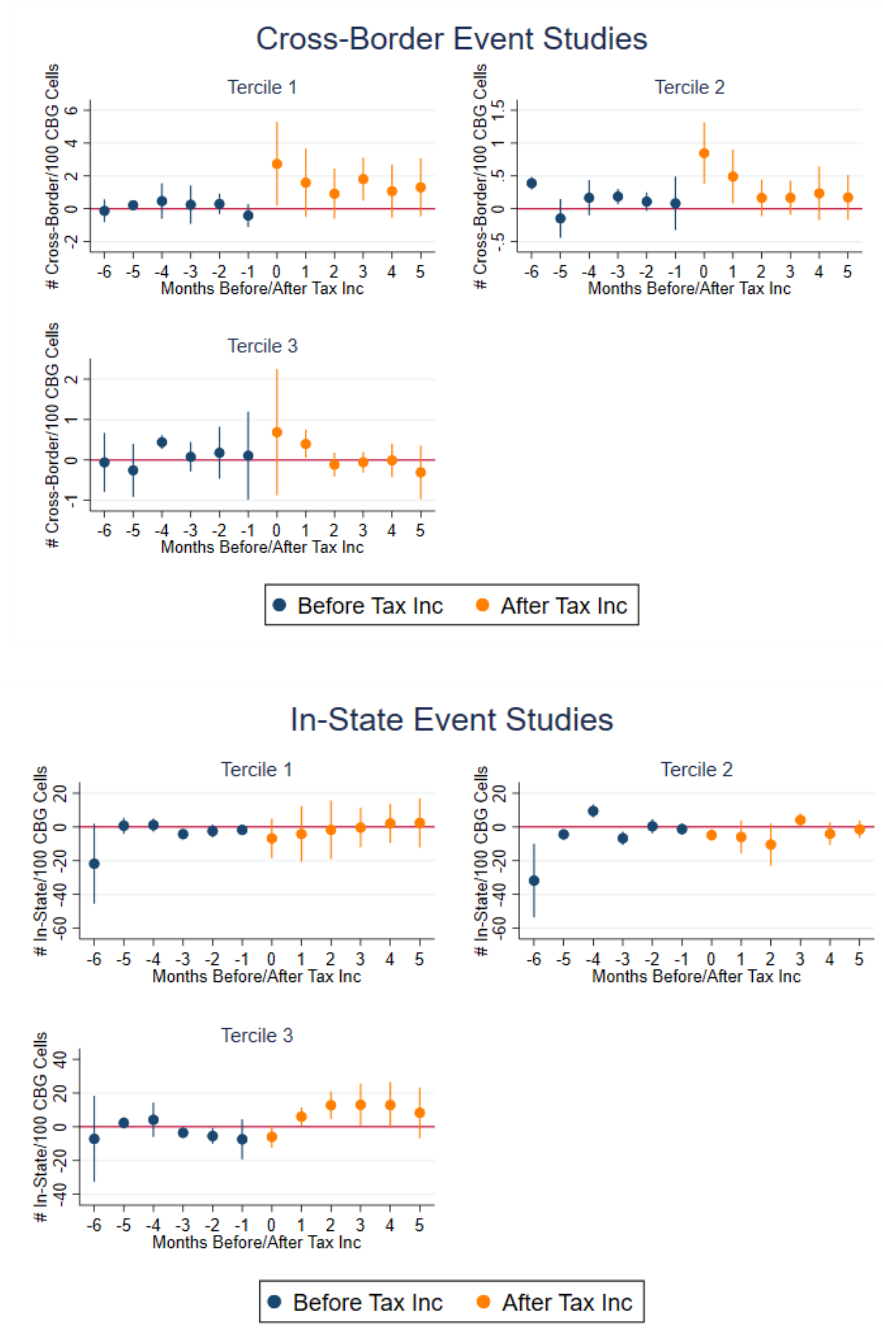 Cross-Border Event Studies
Tercile 1
# Cross-Border/100 CBG Cells
6
4
2
0
-2
-6 -5 -4 -3 -2 -1 0 1 2 3 4 5
Months Before/After Tax Inc
Tercile 2
# Cross-Border/100 CBG Cells
1.5
1
.5
0
-.5
-6 -5 -4 -3 -2 -1 0 1 2 3 4 5
Months Before/After Tax Inc
Tercile 3
# Cross-Border/100 CBG Cells
2
1
0
-1
-6 -5 -4 -3 -2 -1 0 1 2 3 4 5
Months Before/After Tax Inc
Before Tax Inc After Tax Inc
In-State Event Studies
Tercile 1
# In-State/100 CBG Cells
20
0
-20
-40
-60
-6 -5 -4 -3 -2 -1 0 1 2 3 4 5
Months Before/After Tax Inc
Tercile 2
# In-State/100 CBG Cells
20
0
-20
-40
-60
-6 -5 -4 -3 -2 -1 0 1 2 3 4 5
Months Before/After Tax Inc
Tercile 3
# In-State/100 CBG Cells
40
20
0
-20
-40
-6 -5 -4 -3 -2 -1 0 1 2 3 4 5
Months Before/After Tax Inc
Before Tax Inc After Tax Inc